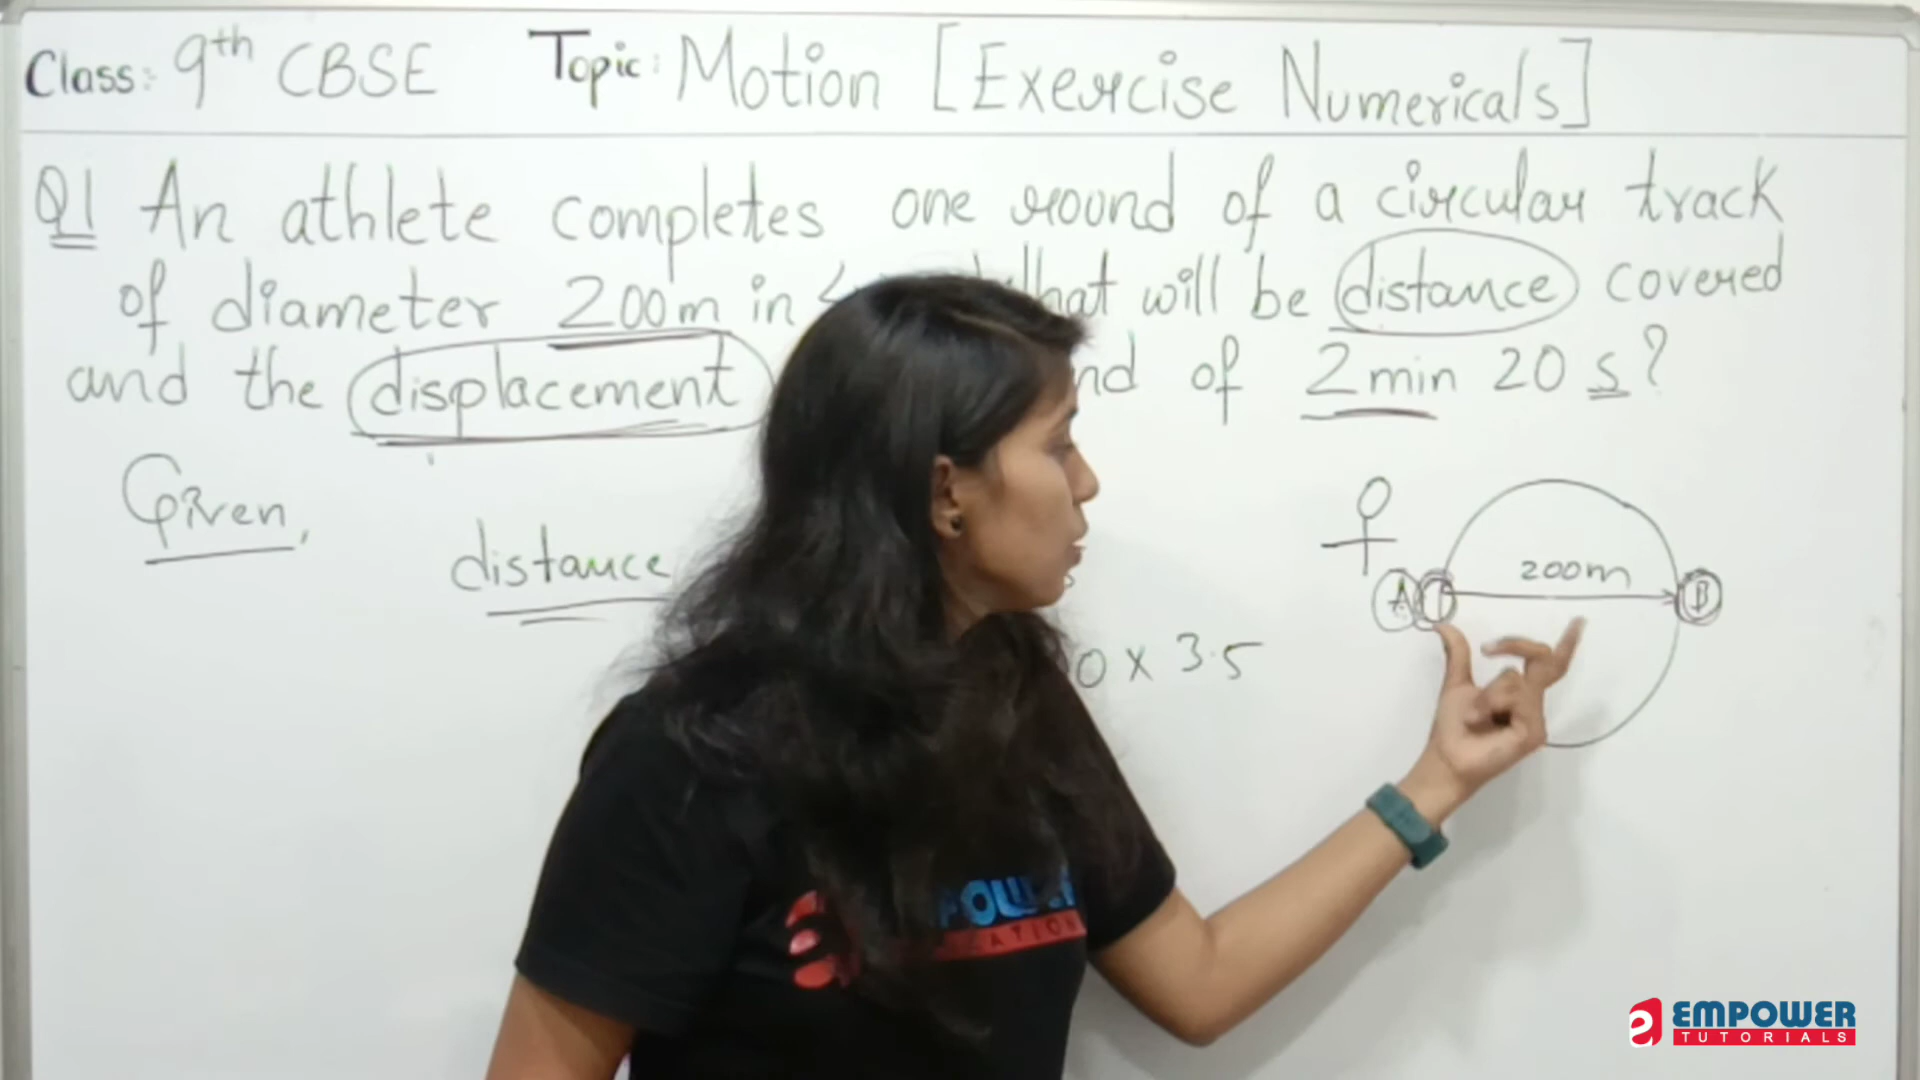 Class: 9th CBSE Topic: Motion [Exercise Numericals]
Q1 An athlete completes one round of a circular track
of diameter 200m in will be distance covered
and the displacement of 2 min 20 s?
Given,
distance
0 x 3.5
200m
A
B
EMPOWER
TUTORIALS